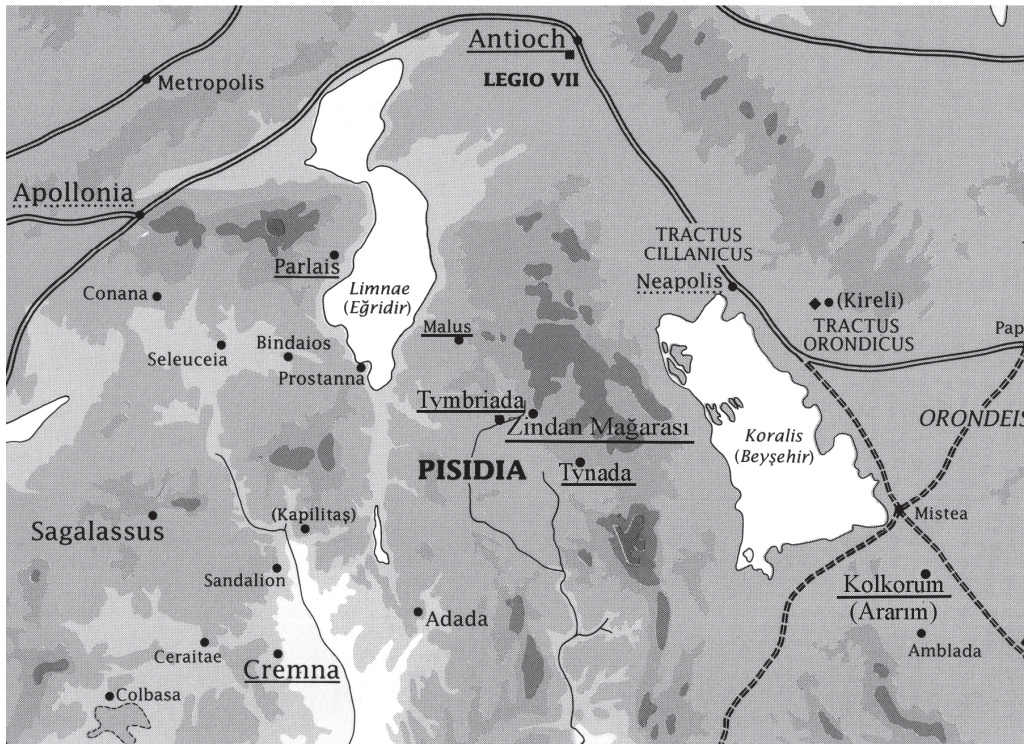 Antioch
LEGIO VII
Metropolis
Apollonia
TRACTUS
CILLANICUS
Parlais
Neapolis
Conana
Limnae
(Eğridir)
(Kireli)
TRACTUS
ORONDICUS
Pap
Malus
Seleuceia
Bindaios
Prostanna
Tymbriada
Zindan Mağarası
ORONDEIS
Koralis
(Beyşehir)
PISIDIA
Tynada
Sagalassus
(Kapilitaş)
Mistea
Sandalion
Kolkorum
(Ararım)
Adada
Ceraitae
Cremna
Amblada
Colbasa